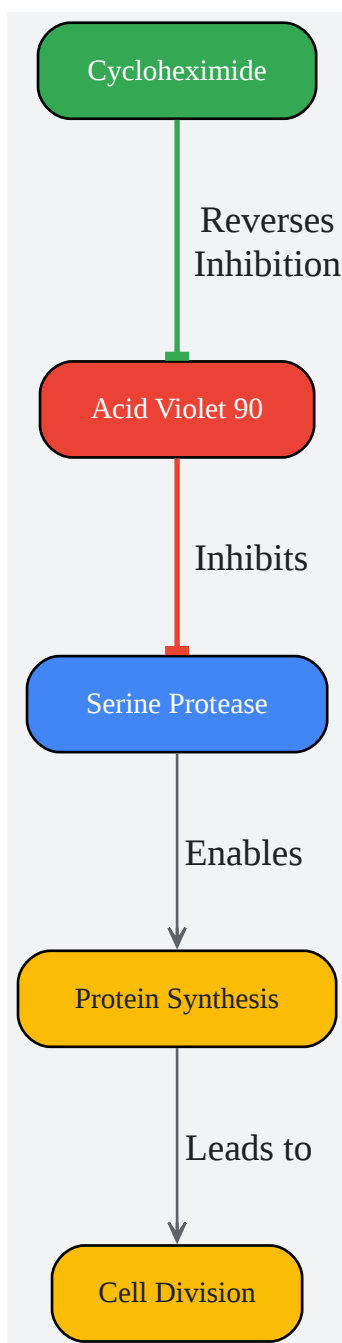 Cycloheximide
Reverses
Inhibition
Acid Violet 90
Inhibits
Serine Protease
Enables
Protein Synthesis
Leads to
Cell Division